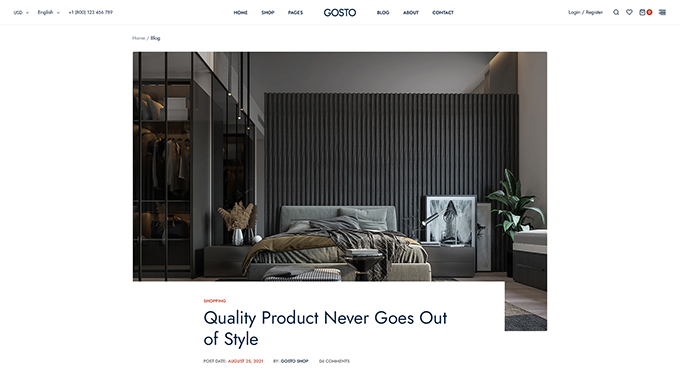 USD English +1 (800) 123 456 789 HOME SHOP PAGES GOSTO BLOG ABOUT CONTACT Login / Register 0
Home / Blog
SHOPPING
Quality Product Never Goes Out
of Style
POST DATE: AUGUST 25, 2021 BY: GOSTO SHOP 06 COMMENTS